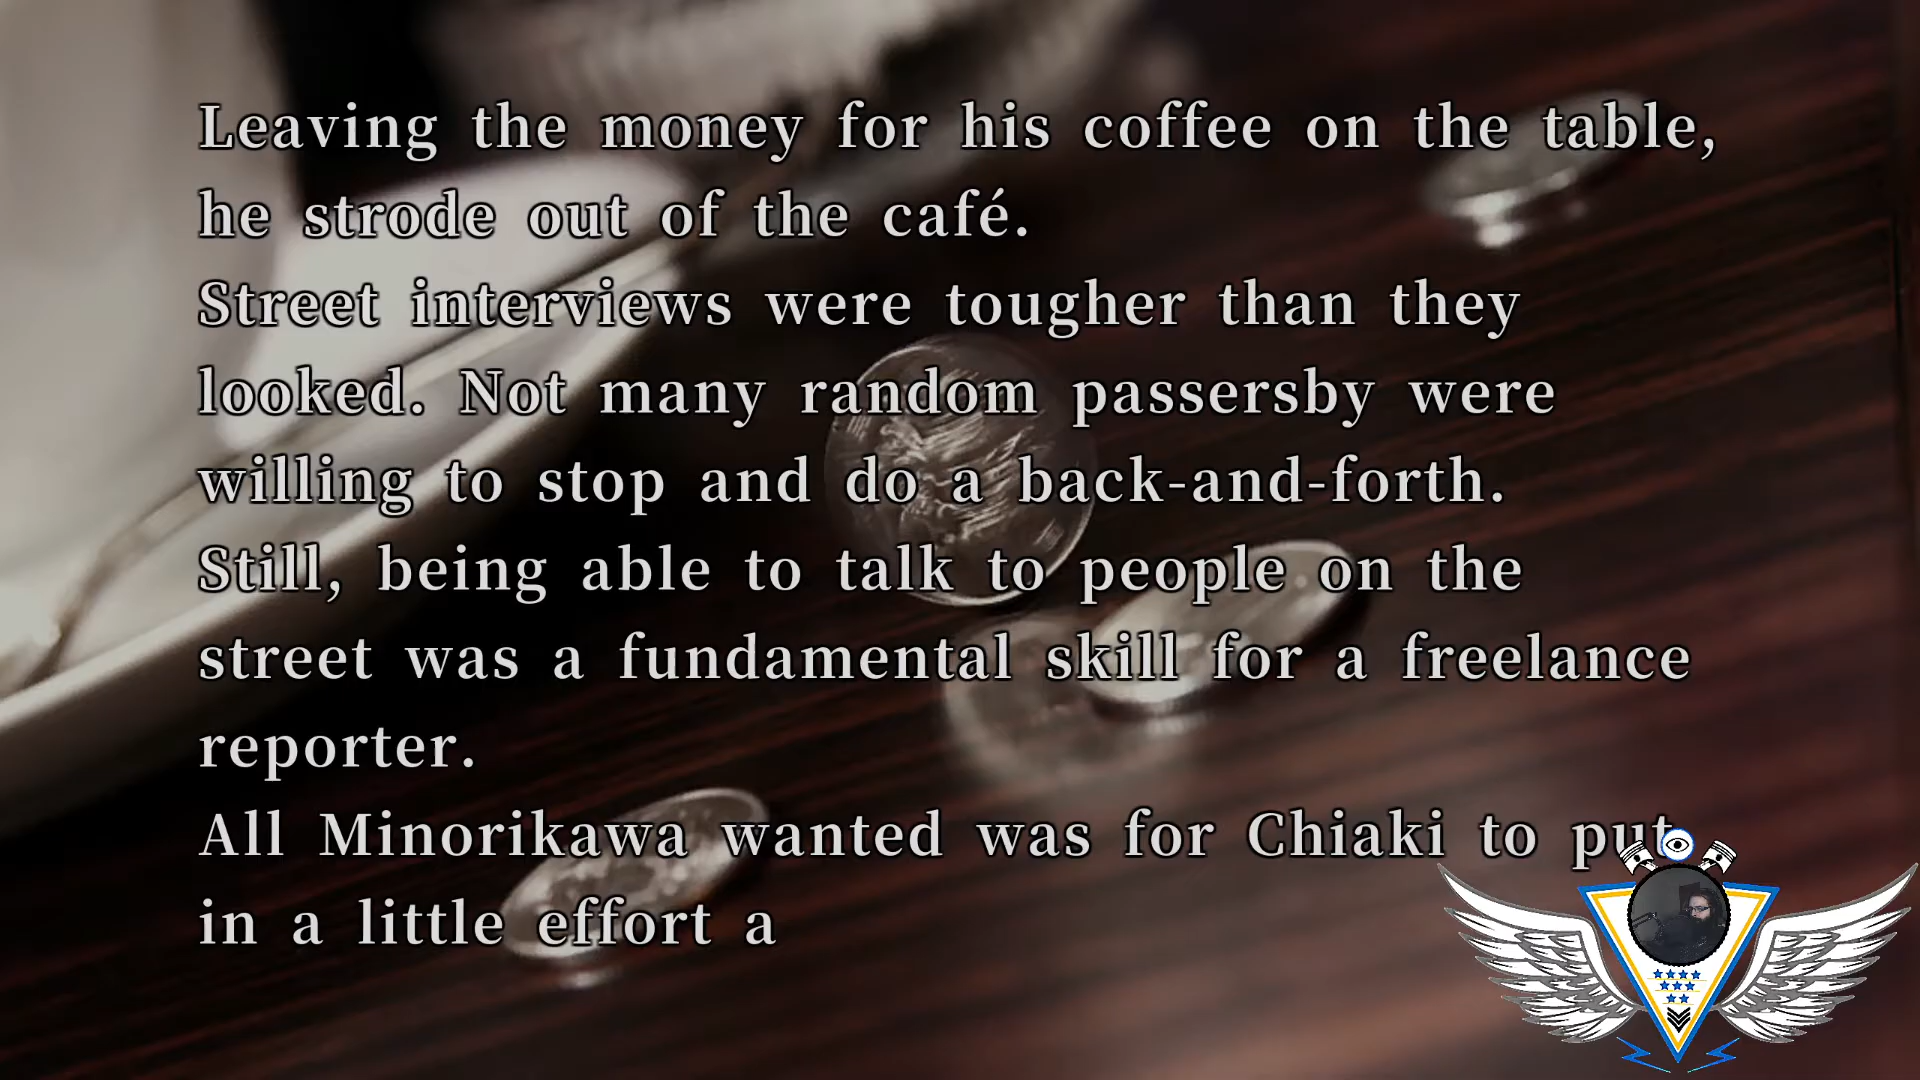 Leaving the money for his coffee on the table,
he strode out of the café.
Street interviews were tougher than they
looked. Not many random passersby were
willing to stop and do a back-and-forth.
Still, being able to talk to people on the
street was a fundamental skill for a freelance
reporter.
All Minorikawa wanted was for Chiaki to put
in a little effort a